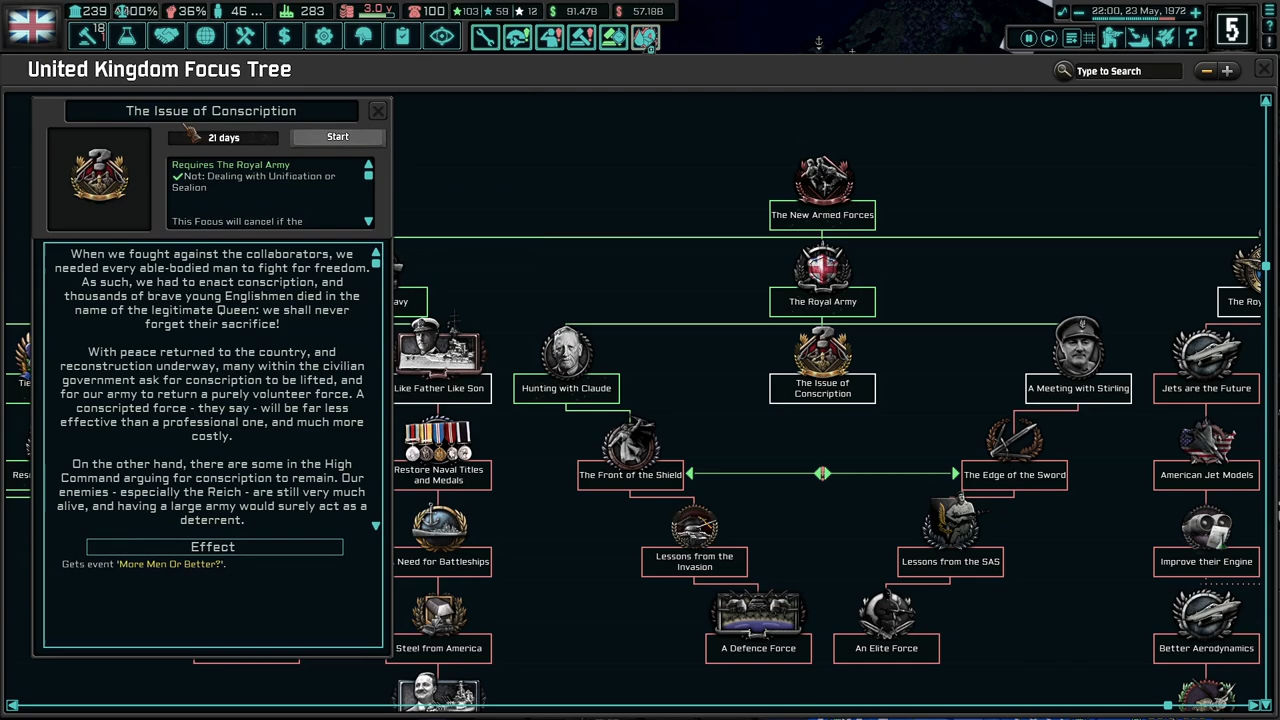 239
100%
36%
46 ...
283
3.0 v
100
103
59
12
$ 91.47B
$ 57.18B
22:00, 23 May, 1972
5
18
United Kingdom Focus Tree
Type to Search
The Issue of Conscription
21 days
Start
Requires The Royal Army
Not: Dealing with Unification or
Sealion
This Focus will cancel if the
When we fought against the collaborators, we
needed every able-bodied man to fight for freedom.
As such, we had to enact conscription, and
thousands of brave young Englishmen died in the
name of the legitimate Queen: we shall never
forget their sacrifice!
With peace returned to the country, and
reconstruction underway, many within the civilian
government ask for conscription to be lifted, and
for our army to return a purely volunteer force. A
conscripted force - they say - will be far less
effective than a professional one, and much more
costly.
On the other hand, there are some in the High
Command arguing for conscription to remain. Our
enemies - especially the Reich - are still very much
alive, and having a large army would surely act as a
deterrent.
Effect
Gets event 'More Men Or Better?'.
The New Armed Forces
avy
The Royal Army
The Roy
Like Father Like Son
Hunting with Claude
The Issue of
Conscription
A Meeting with Stirling
Jets are the Future
Tie
Restore Naval Titles
and Medals
The Front of the Shield
The Edge of the Sword
American Jet Models
Res
Need for Battleships
Lessons from the
Invasion
Lessons from the SAS
Improve their Engine
Steel from America
A Defence Force
An Elite Force
Better Aerodynamics